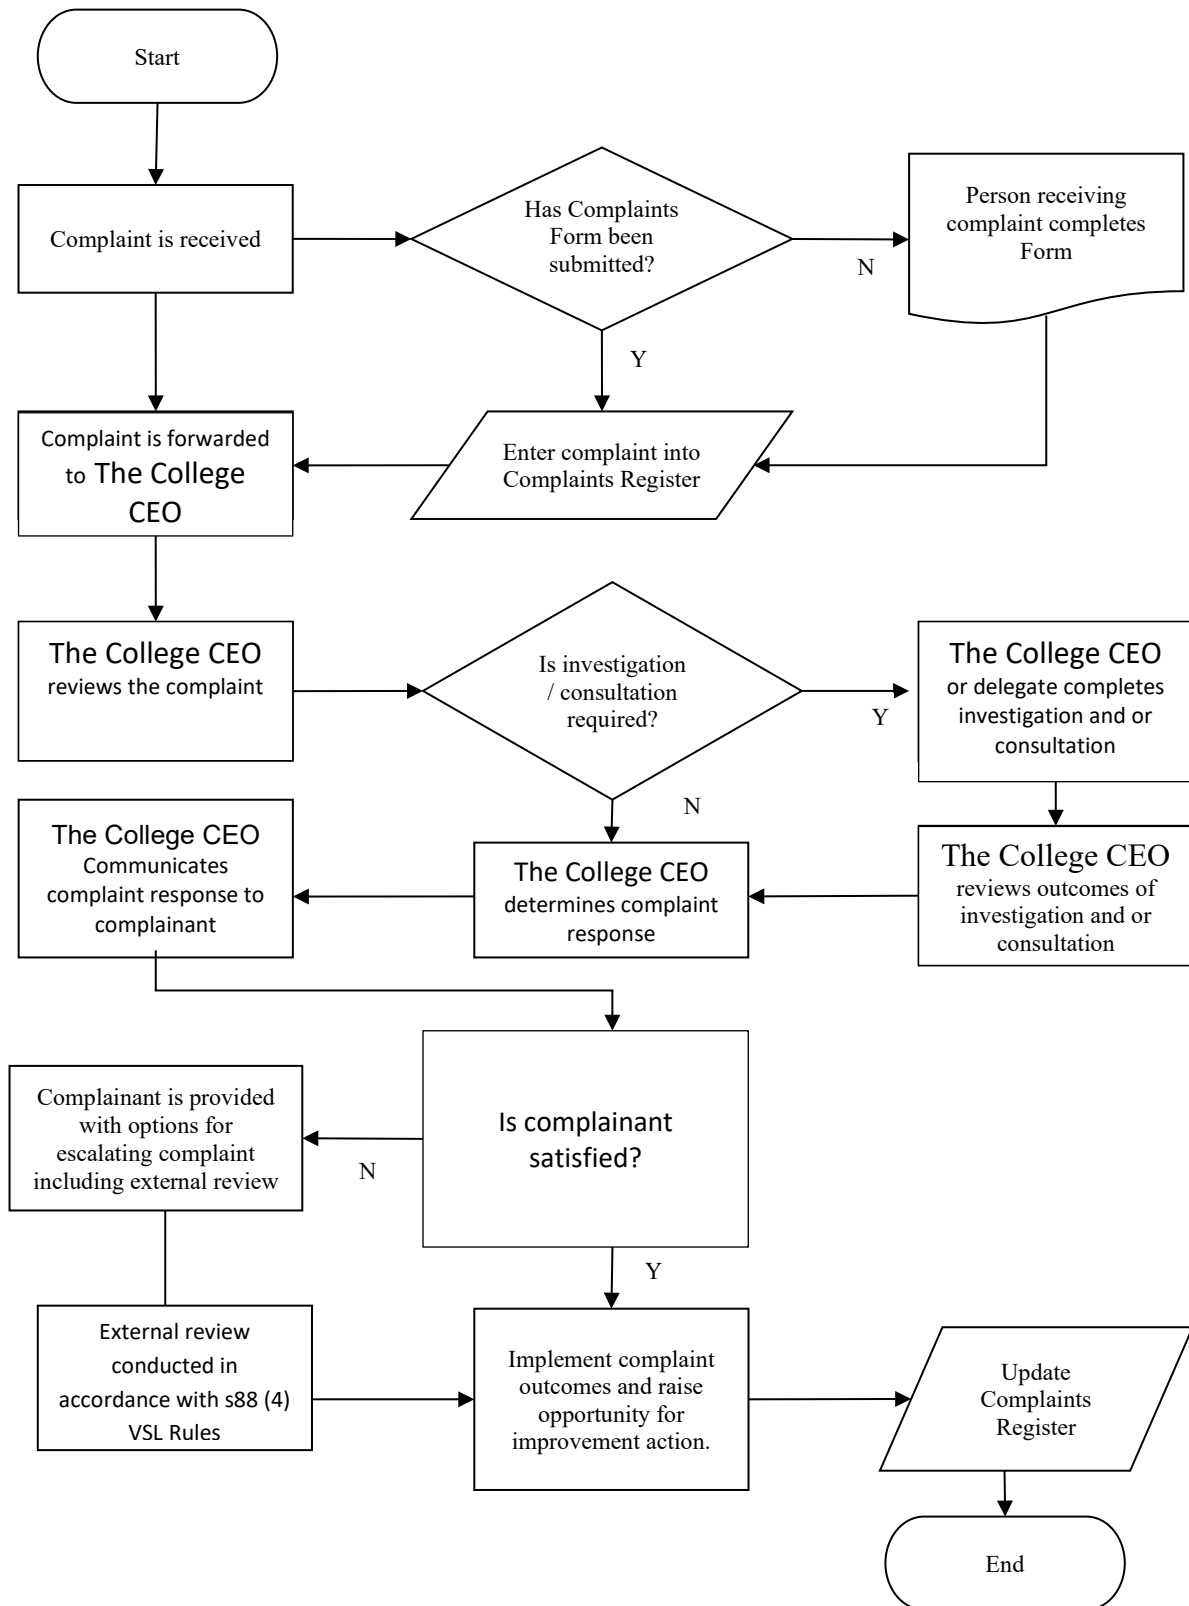 Start
Complaint is received
Has Complaints
Form been
submitted?
N
Person receiving
complaint completes
Form
Y
Complaint is forwarded
to The College
CEO
Enter complaint into
Complaints Register
The College CEO
reviews the complaint
Is investigation
/ consultation
required?
Y
The College CEO
or delegate completes
investigation and or
consultation
N
The College CEO
Communicates
complaint response to
complainant
The College CEO
determines complaint
response
The College CEO
reviews outcomes of
investigation and or
consultation
Is complainant
satisfied?
N
Complainant is provided
with options for
escalating complaint
including external review
Y
External review
conducted in
accordance with s88 (4)
VSL Rules
Implement complaint
outcomes and raise
opportunity for
improvement action.
Update
Complaints
Register
End